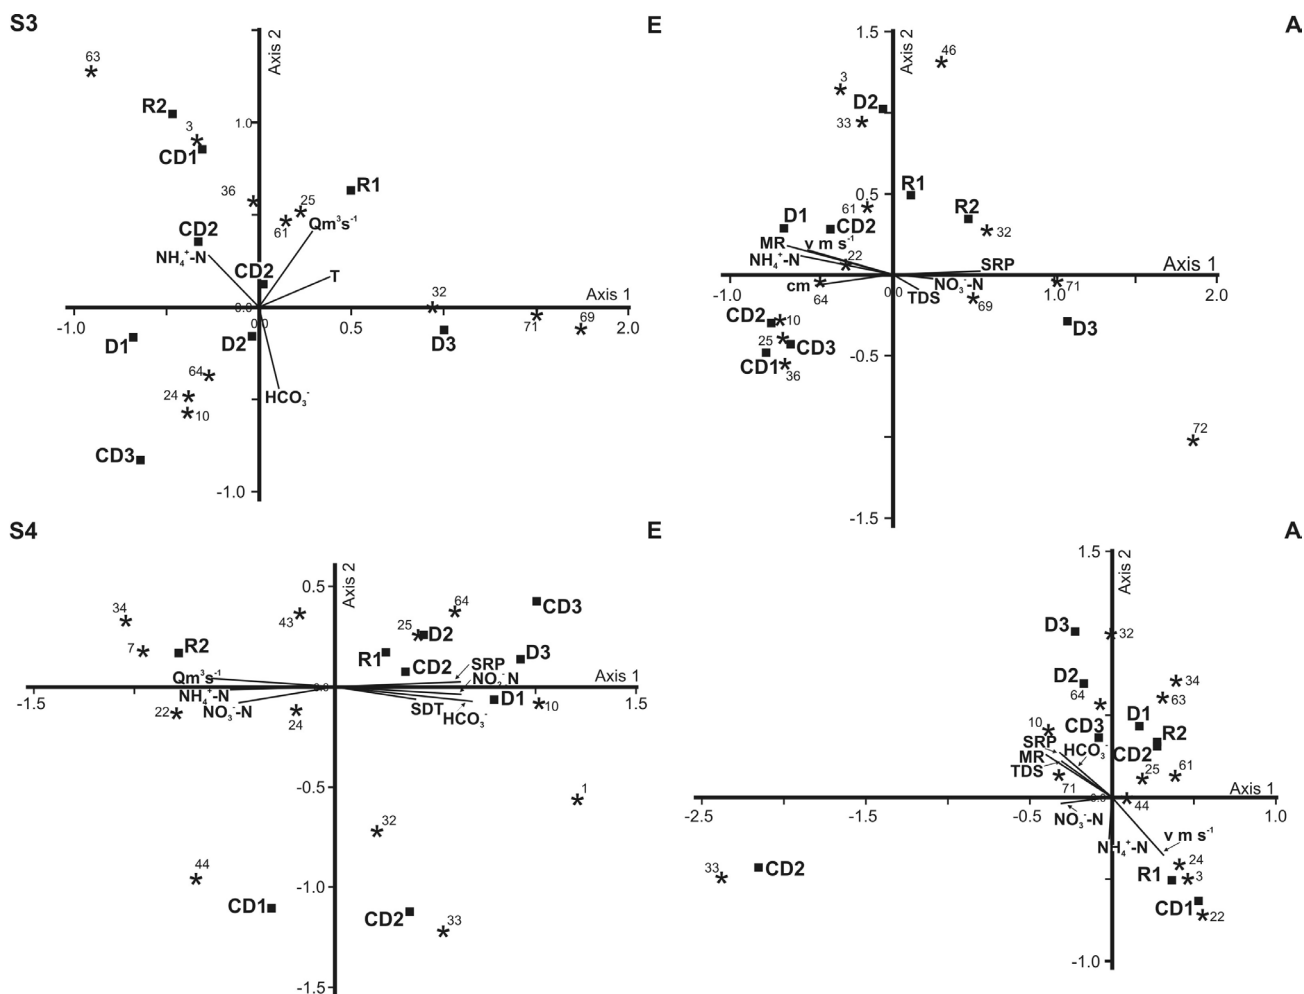 S3
E
Axis 2
63
R2
3
CD1
1.0
36
R1
25
61
Qm³s⁻¹
CD2
NH₄⁺-N
CD2
T
32
Axis 1
0.0
-1.0
0.0
0.5
71
69
2.0
D1
D2
D3
64
24
10
HCO₃⁻
CD3
-1.0
A
1.5
Axis 2
46
3
D2
33
0.5
R1
R2
61
D1
CD2
32
MR
v m s⁻¹
NH₄⁺-N
22
SRP
Axis 1
-1.0
cm
64
0.0
TDS
NO₃⁻-N
69
1.0
71
2.0
CD2
10
D3
25
CD3
CD1
36
-0.5
72
-1.5
S4
E
0.5
Axis 2
34
43
64
CD3
25
D2
7
R2
R1
CD2
D3
SRP
Qm³s⁻¹
NO₂⁻N
Axis 1
NH₄⁺-N
0.0
-1.5
NO₃⁻-N
SDT
HCO₃⁻
D1
10
1.5
22
24
-0.5
1
32
44
-1.0
CD1
CD2
33
-1.5
A
1.5
Axis 2
D3
32
D2
34
64
63
10
D1
CD3
R2
SRP
HCO₃⁻
CD2
MR
TDS
25
61
71
Axis 1
0.0
44
-2.5
-1.5
-0.5
1.0
NO₃⁻-N
v m s⁻¹
NH₄⁺-N
24
R1
3
33
CD2
CD1
22
-1.0